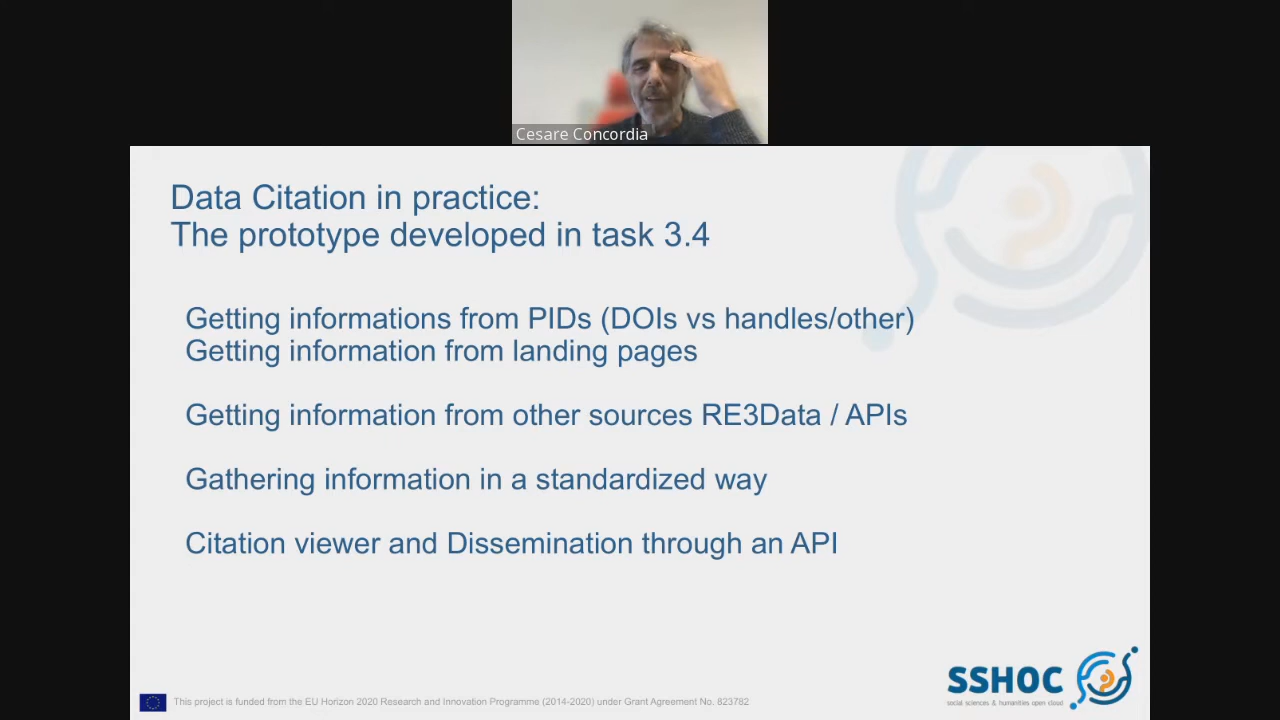 Cesare Concordia
Data Citation in practice:
The prototype developed in task 3.4
Getting informations from PIDs (DOIs vs handles/other)
Getting information from landing pages
Getting information from other sources RE3Data / APIs
Gathering information in a standardized way
Citation viewer and Dissemination through an API
This project is funded from the EU Horizon 2020 Research and Innovation Programme (2014-2020) under Grant Agreement No. 823782
SSHOC
social sciences & humanities open cloud